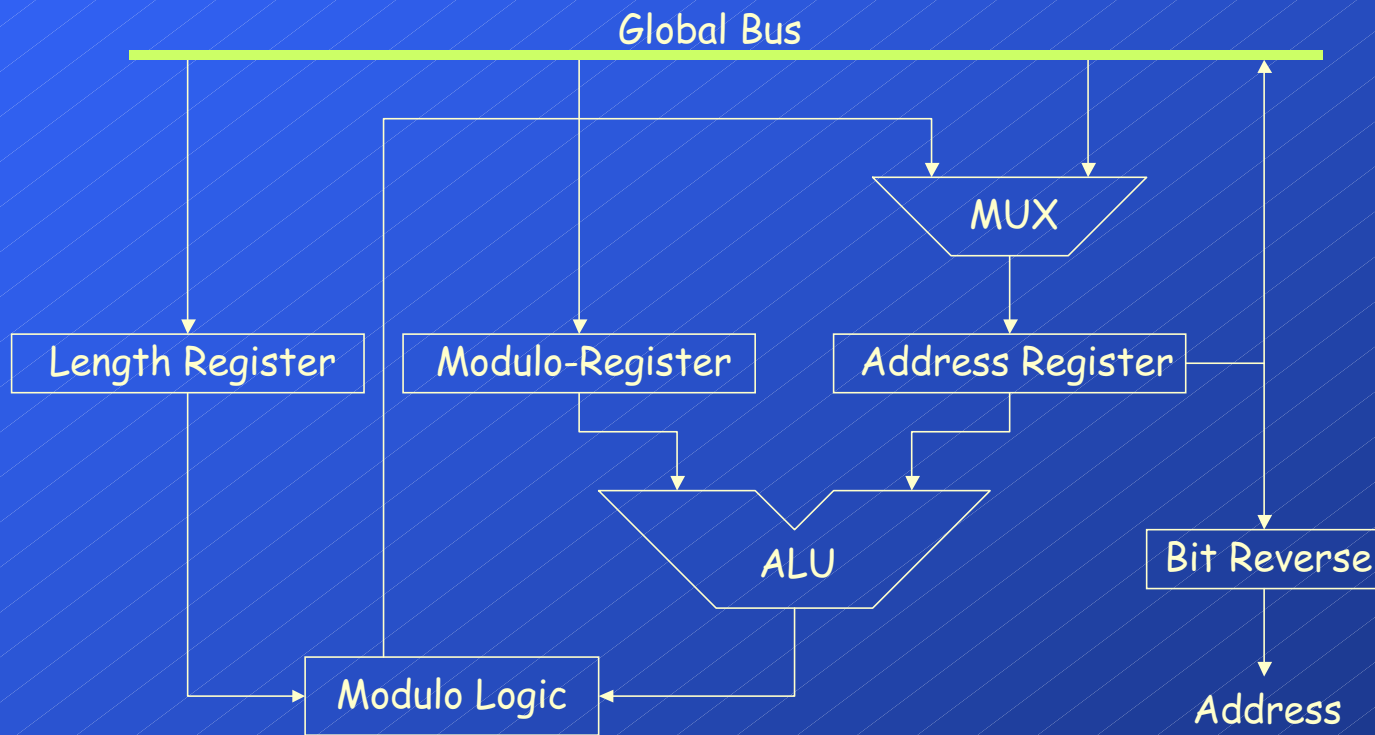 Global Bus
MUX
Length Register
Modulo-Register
Address Register
ALU
Bit Reverse
Modulo Logic
Address